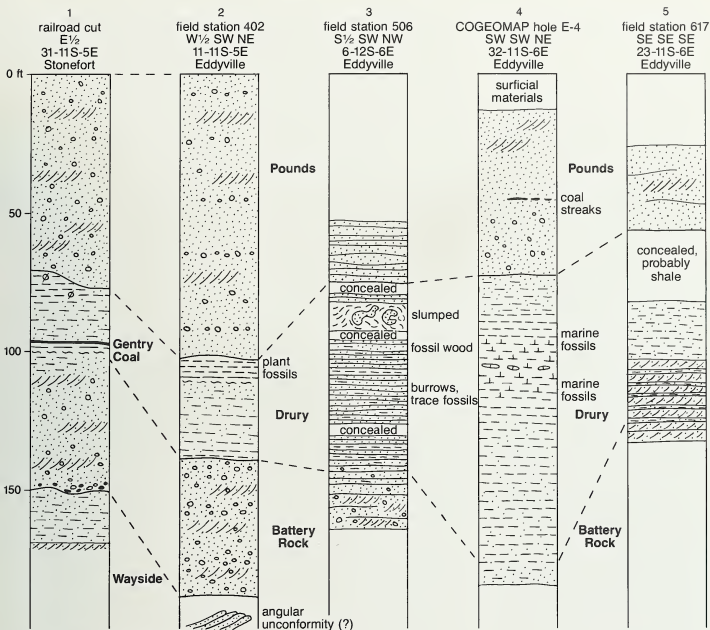 1
railroad cut
E½
31-11S-5E
Stonefort
2
field station 402
W½ SW NE
11-11S-5E
Eddyville
3
field station 506
S½ SW NW
6-12S-6E
Eddyville
4
COGEOMAP hole E-4
SW SW NE
32-11S-6E
Eddyville
5
field station 617
SE SE SE
23-11S-6E
Eddyville
0 ft
50
100
150
Gentry
Coal
Wayside
Pounds
plant
fossils
Drury
Battery
Rock
angular
unconformity (?)
concealed
slumped
concealed
fossil wood
burrows,
trace fossils
concealed
surficial
materials
Pounds
coal
streaks
marine
fossils
marine
fossils
Drury
Battery
Rock
concealed,
probably
shale